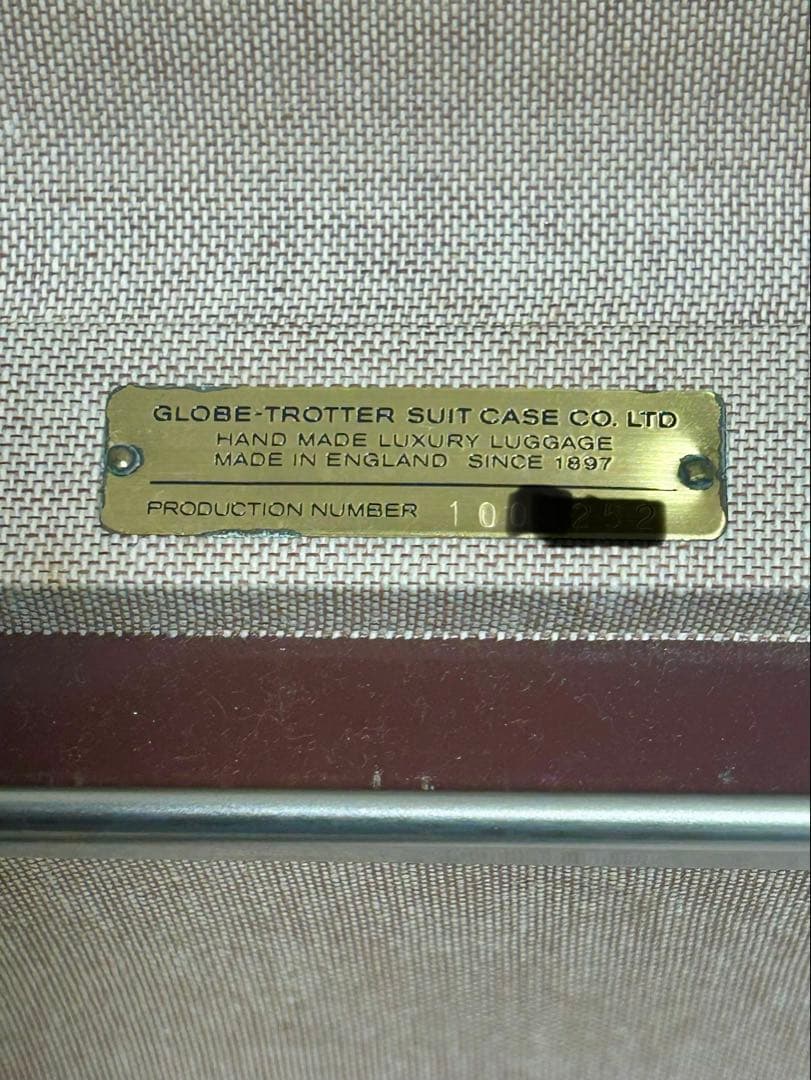 GLOBE-TROTTER SUIT CASE CO. LTD
HAND MADE LUXURY LUGGAGE
MADE IN ENGLAND SINCE 1897
PRODUCTION NUMBER